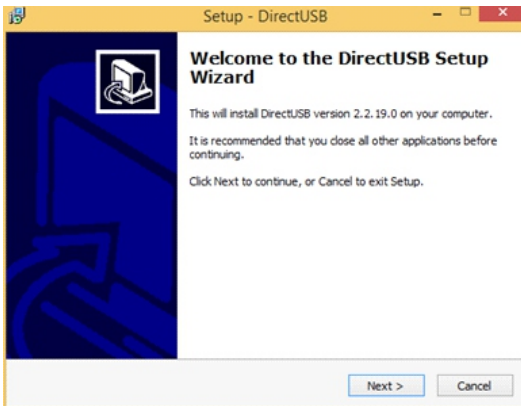 Setup - DirectUSB
Welcome to the DirectUSB Setup
Wizard
This will install DirectUSB version 2.2.19.0 on your computer.
It is recommended that you close all other applications before
continuing.
Click Next to continue, or Cancel to exit Setup.
Next >
Cancel